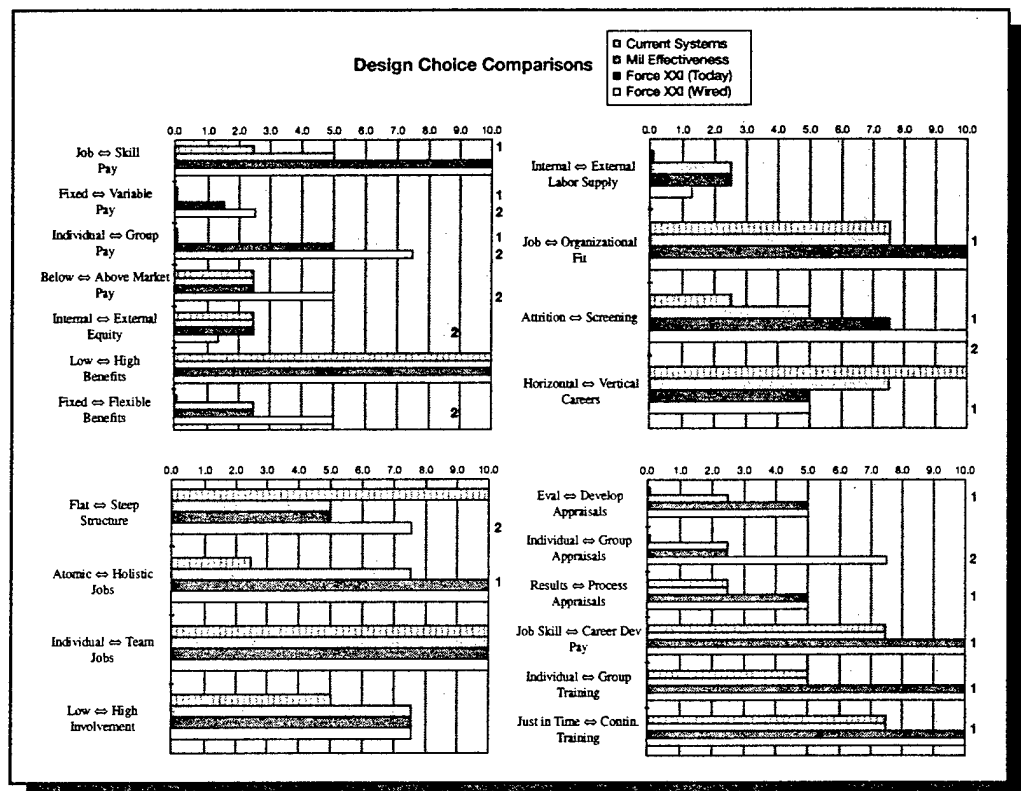 Design Choice Comparisons
Current Systems
Mil Effectiveness
Force XXI (Today)
Force XXI (Wired)
0.0 1.0 2.0 3.0 4.0 5.0 6.0 7.0 8.0 9.0 10.0
Job ⇔ Skill
Pay
1
Fixed ⇔ Variable
Pay
1
2
Individual ⇔ Group
Pay
1
2
Below ⇔ Above Market
Pay
2
Internal ⇔ External
Equity
2
Low ⇔ High
Benefits
Fixed ⇔ Flexible
Benefits
2
0.0 1.0 2.0 3.0 4.0 5.0 6.0 7.0 8.0 9.0 10.0
Internal ⇔ External
Labor Supply
Job ⇔ Organizational
Fit
1
Attrition ⇔ Screening
1
2
Horizontal ⇔ Vertical
Careers
1
0.0 1.0 2.0 3.0 4.0 5.0 6.0 7.0 8.0 9.0 10.0
Flat ⇔ Steep
Structure
2
Atomic ⇔ Holistic
Jobs
1
Individual ⇔ Team
Jobs
Low ⇔ High
Involvement
0.0 1.0 2.0 3.0 4.0 5.0 6.0 7.0 8.0 9.0 10.0
Eval ⇔ Develop
Appraisals
1
Individual ⇔ Group
Appraisals
2
Results ⇔ Process
Appraisals
1
Job Skill ⇔ Career Dev
Pay
1
Individual ⇔ Group
Training
1
Just in Time ⇔ Contin.
Training
1